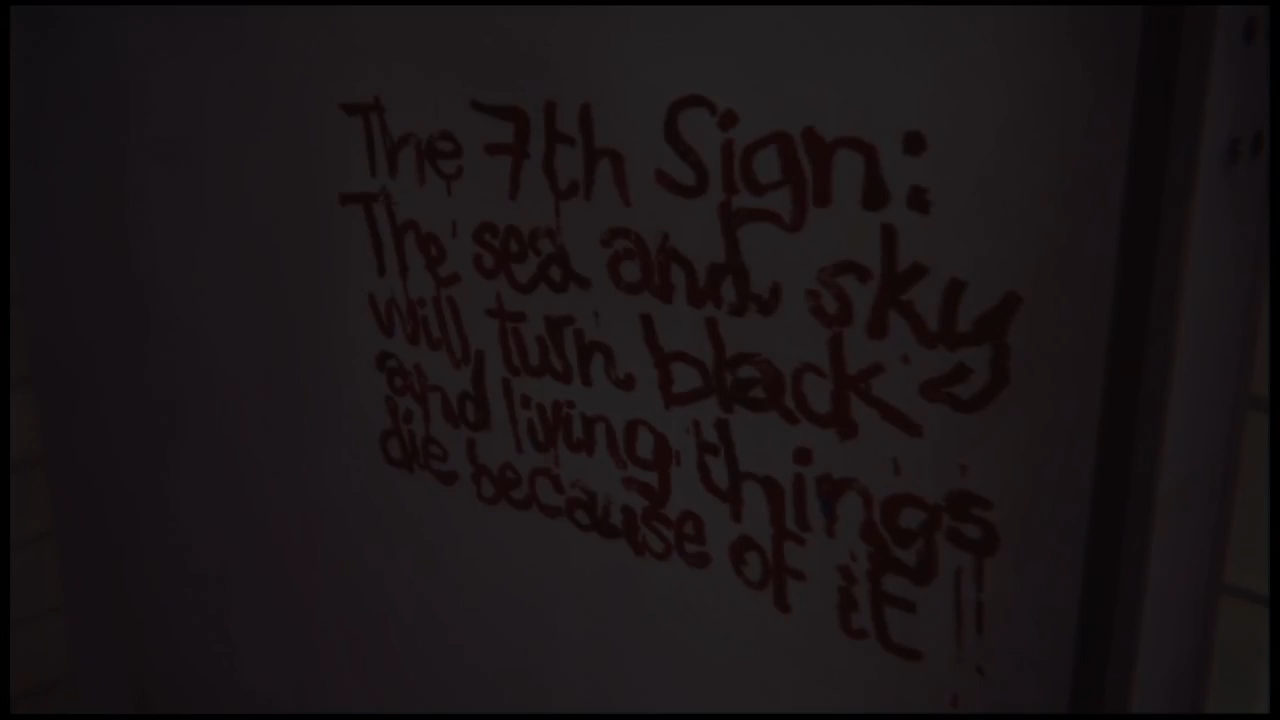 The 7th Sign:
The sea and sky
will turn black
and living things
die because of it!!